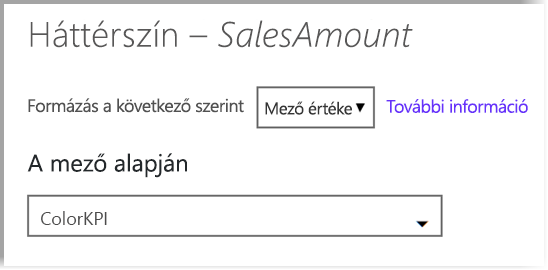 Háttérszín – SalesAmount
Formázás a következő szerint Mező értéke További információ
A mező alapján
ColorKPI